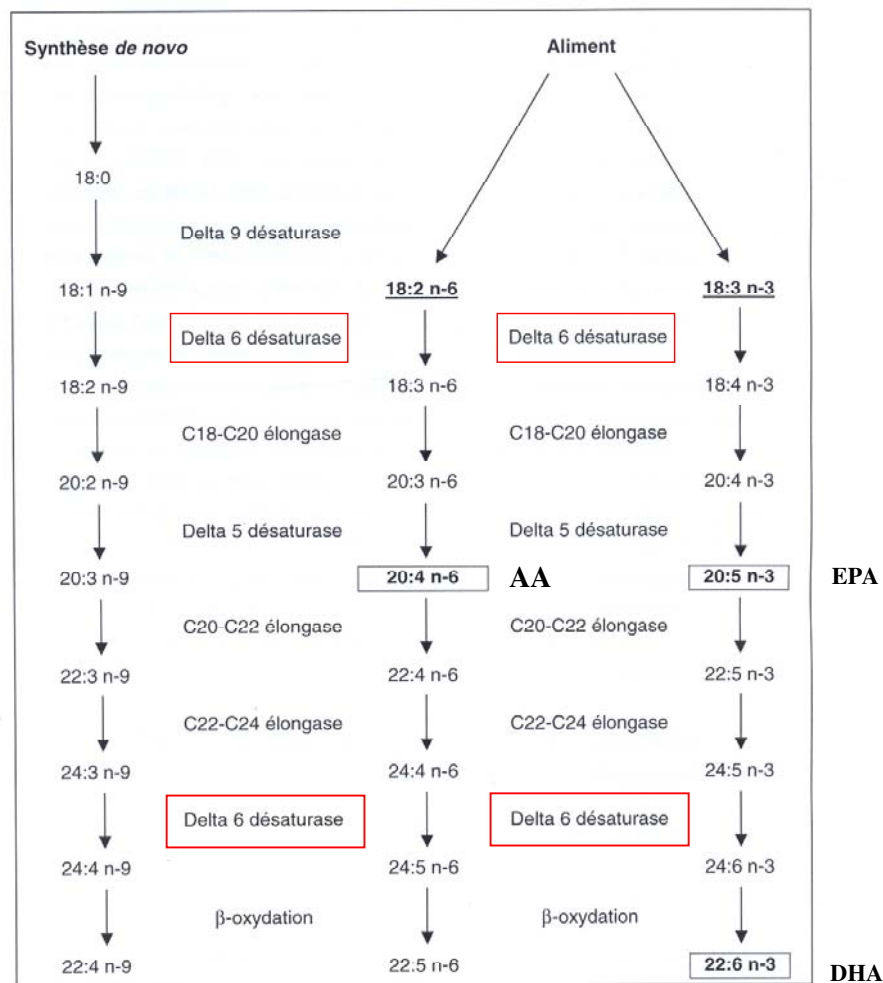 Synthèse de novo Aliment
18:0
Delta 9 désaturase
18:1 n-9 18:2 n-6 18:3 n-3
Delta 6 désaturase Delta 6 désaturase
18:2 n-9 18:3 n-6 18:4 n-3
C18-C20 élongase C18-C20 élongase
20:2 n-9 20:3 n-6 20:4 n-3
Delta 5 désaturase Delta 5 désaturase
20:3 n-9 20:4 n-6 AA 20:5 n-3 EPA
C20-C22 élongase C20-C22 élongase
22:3 n-9 22:4 n-6 22:5 n-3
C22-C24 élongase C22-C24 élongase
24:3 n-9 24:4 n-6 24:5 n-3
Delta 6 désaturase Delta 6 désaturase
24:4 n-9 24:5 n-6 24:6 n-3
β-oxydation β-oxydation
22:4 n-9 22:5 n-6 22:6 n-3 DHA